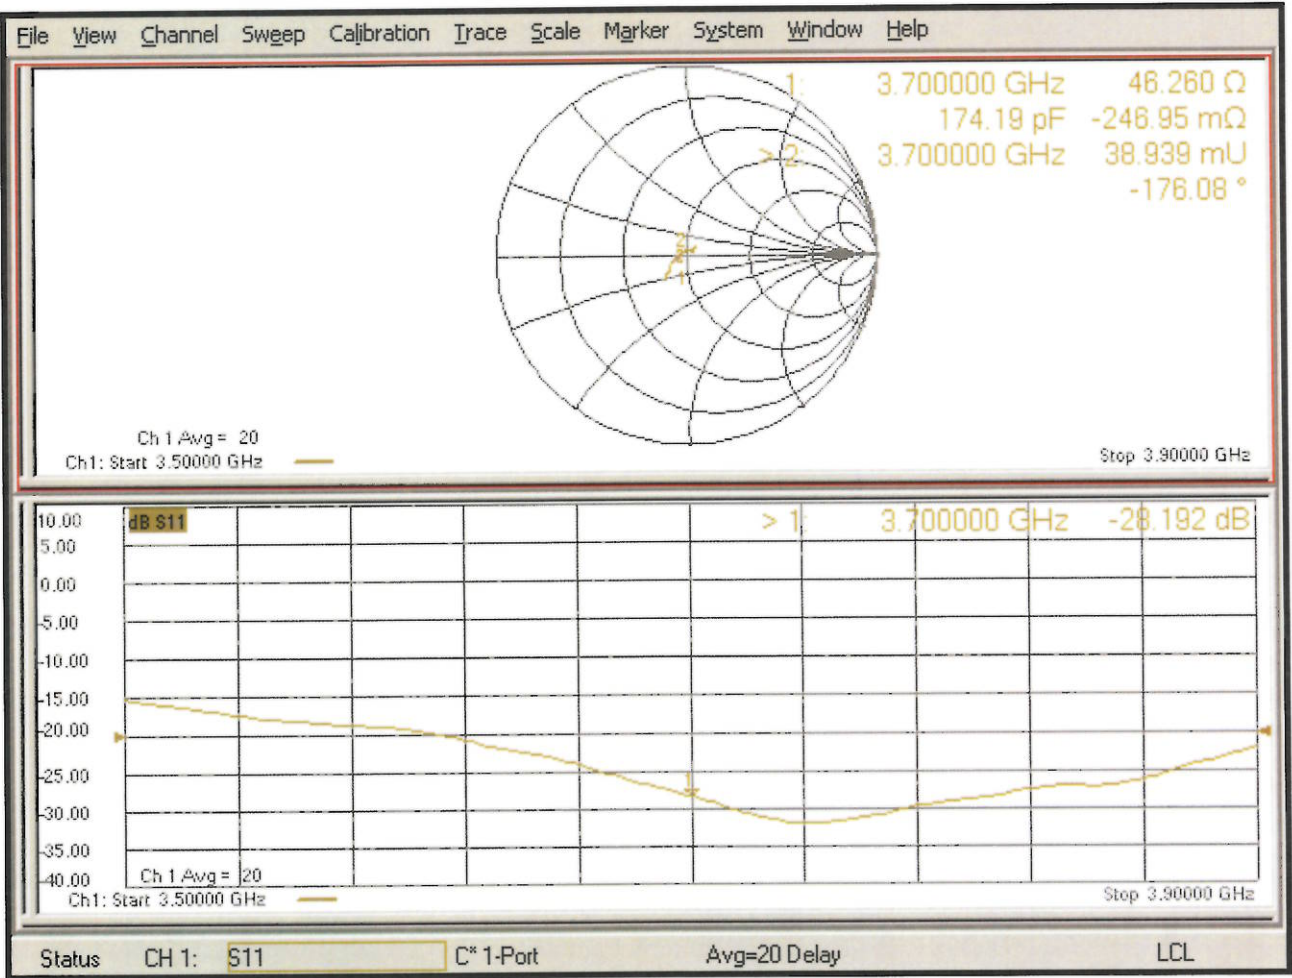 File View Channel Sweep Calibration Trace Scale Marker System Window Help
1: 3.700000 GHz 46.260 Ω
174.19 pF -246.95 mΩ
> 2: 3.700000 GHz 38.939 mU
-176.08 °
2
1
Ch 1 Avg = 20
Ch1: Start 3.50000 GHz
Stop 3.90000 GHz
10.00
dB S11
> 1: 3.700000 GHz -28.192 dB
5.00
0.00
-5.00
-10.00
-15.00
-20.00
-25.00
1
-30.00
-35.00
-40.00
Ch 1 Avg = 20
Ch1: Start 3.50000 GHz
Stop 3.90000 GHz
Status CH 1: S11 C* 1-Port Avg=20 Delay LCL